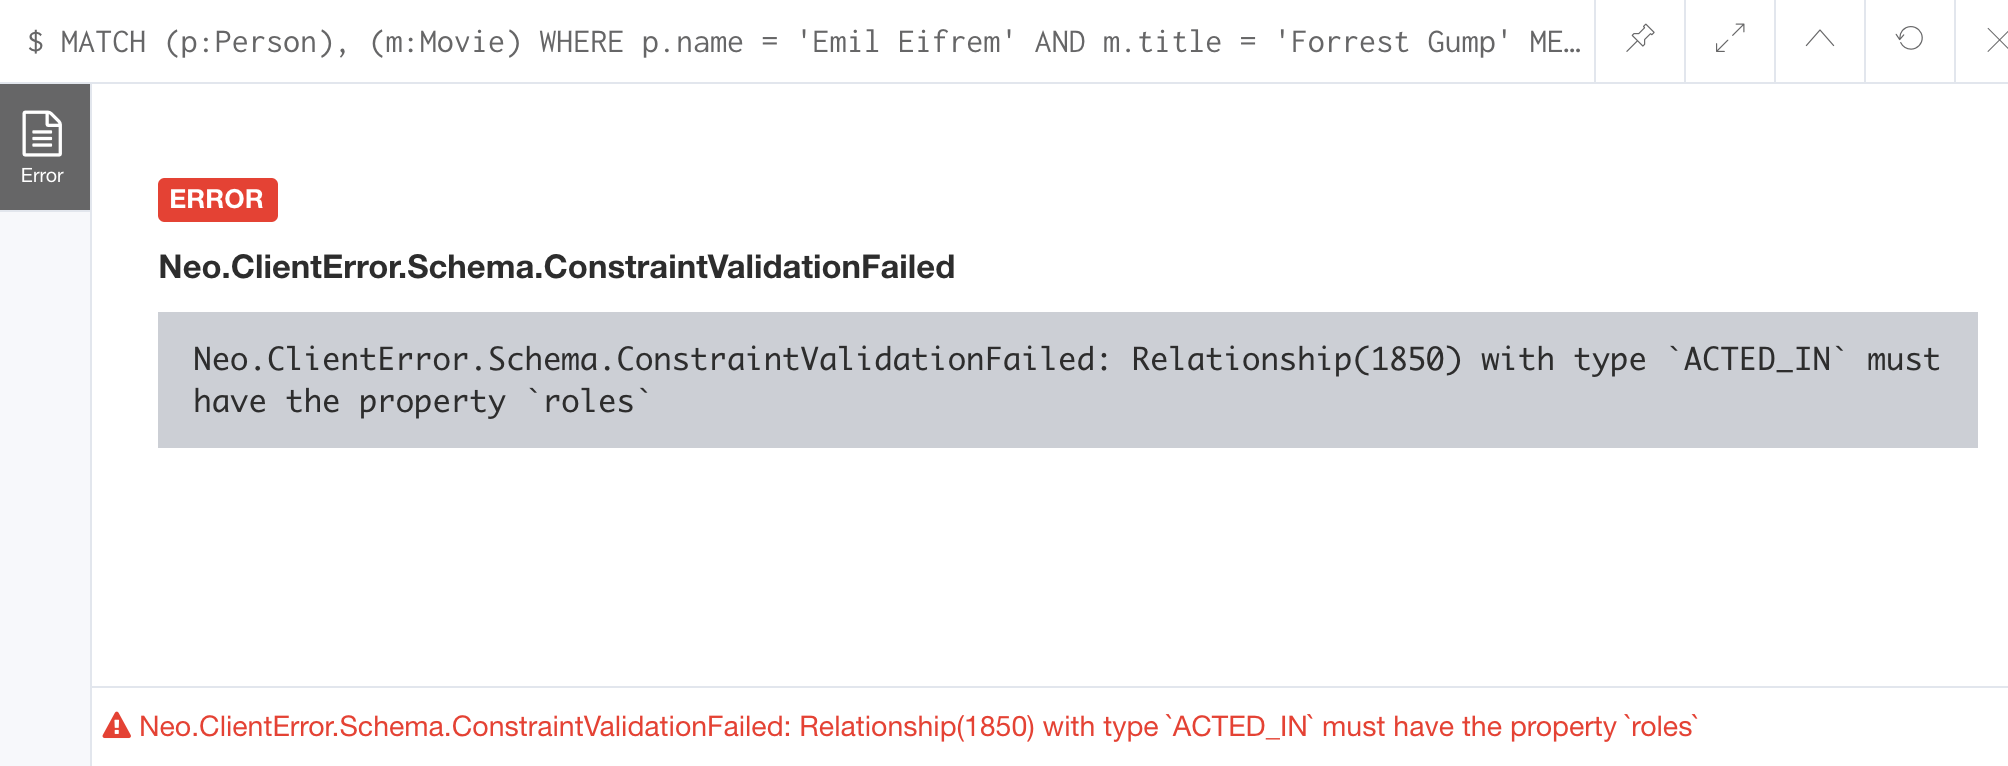 $ MATCH (p:Person), (m:Movie) WHERE p.name = 'Emil Eifrem' AND m.title = 'Forrest Gump' ME…
Error
ERROR
Neo.ClientError.Schema.ConstraintValidationFailed
Neo.ClientError.Schema.ConstraintValidationFailed: Relationship(1850) with type `ACTED_IN` must
have the property `roles`
Neo.ClientError.Schema.ConstraintValidationFailed: Relationship(1850) with type `ACTED_IN` must have the property `roles`